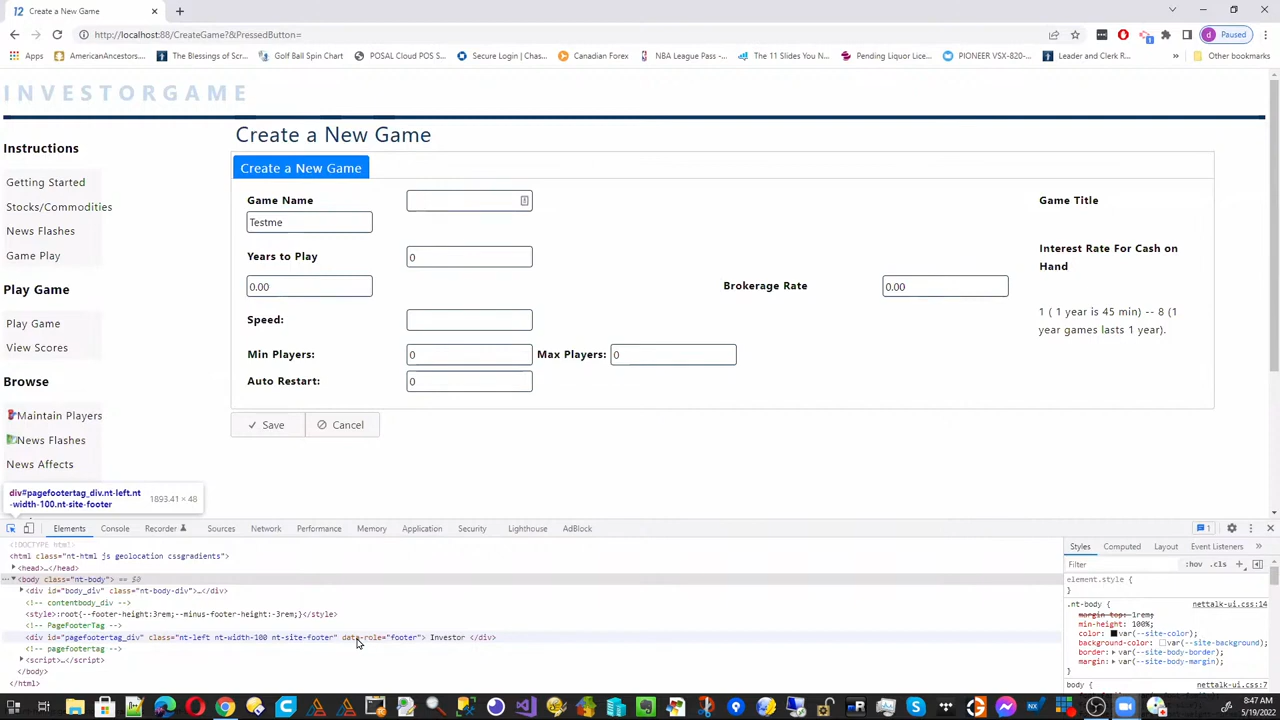 12 Create a New Game
http://localhost:88/CreateGame?&PressedButton=
d Paused
Apps AmericanAncestors... The Blessings of Scr... Golf Ball Spin Chart POSAL Cloud POS S... Secure Login | Chas... Canadian Forex NBA League Pass -... The 11 Slides You N... Pending Liquor Lice... PIONEER VSX-820-... Leader and Clerk R... » Other bookmarks
INVESTORGAME
Create a New Game
Instructions
Create a New Game
Getting Started
Game Name
Game Title
Stocks/Commodities
Testme
News Flashes
Game Play
Years to Play
0
Interest Rate For Cash on Hand
0.00
Brokerage Rate
0.00
Play Game
Speed:
1 ( 1 year is 45 min) -- 8 (1
year games lasts 1 year).
Play Game
View Scores
Min Players:
0
Max Players:
0
Auto Restart:
0
Browse
Maintain Players
Save
Cancel
News Flashes
News Affects
div#pagefootertag_div.nt-left.nt
-width-100.nt-site-footer
1893.41 × 48
Elements Console Recorder Sources Network Performance Memory Application Security Lighthouse AdBlock 1
<!DOCTYPE html>
<html class="nt-html js geolocation cssgradients">
<head>…</head>
<body class="nt-body"> == $0
<div id="body_div" class="nt-body-div">…</div>
<!-- contentbody_div -->
<style>:root{--footer-height:3rem;--minus-footer-height:-3rem;}</style>
<!-- PageFooterTag -->
<div id="pagefootertag_div" class="nt-left nt-width-100 nt-site-footer" data-role="footer"> Investor </div>
<!-- pagefootertag -->
<script>…</script>
</body>
</html>
Styles Computed Layout Event Listeners »
Filter :hov .cls +
element.style {
}
.nt-body { nettalk-ui.css:14
margin-top: 1rem;
min-height: 100%;
color: var(--site-color);
background-color: var(--site-background);
border: var(--site-body-border);
margin: var(--site-body-margin);
}
body { nettalk-ui.css:7
8:47 AM
5/19/2022